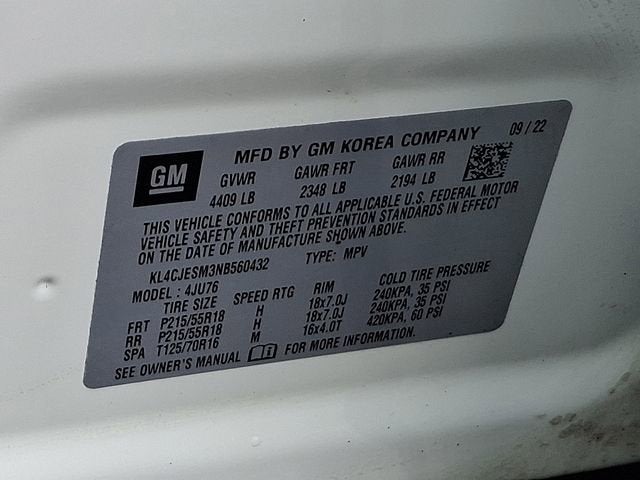 GM
MFD BY GM KOREA COMPANY 09 / 22
GVWR GAWR FRT GAWR RR
4409 LB 2348 LB 2194 LB
THIS VEHICLE CONFORMS TO ALL APPLICABLE U.S. FEDERAL MOTOR
VEHICLE SAFETY AND THEFT PREVENTION STANDARDS IN EFFECT
ON THE DATE OF MANUFACTURE SHOWN ABOVE.
KL4CJESM3NB560432 TYPE: MPV
MODEL : 4JU76
TIRE SIZE SPEED RTG RIM COLD TIRE PRESSURE
FRT P215/55R18 H 18x7.0J 240KPA, 35 PSI
RR P215/55R18 H 18x7.0J 240KPA, 35 PSI
SPA T125/70R16 M 16x4.0T 420KPA, 60 PSI
SEE OWNER'S MANUAL FOR MORE INFORMATION.